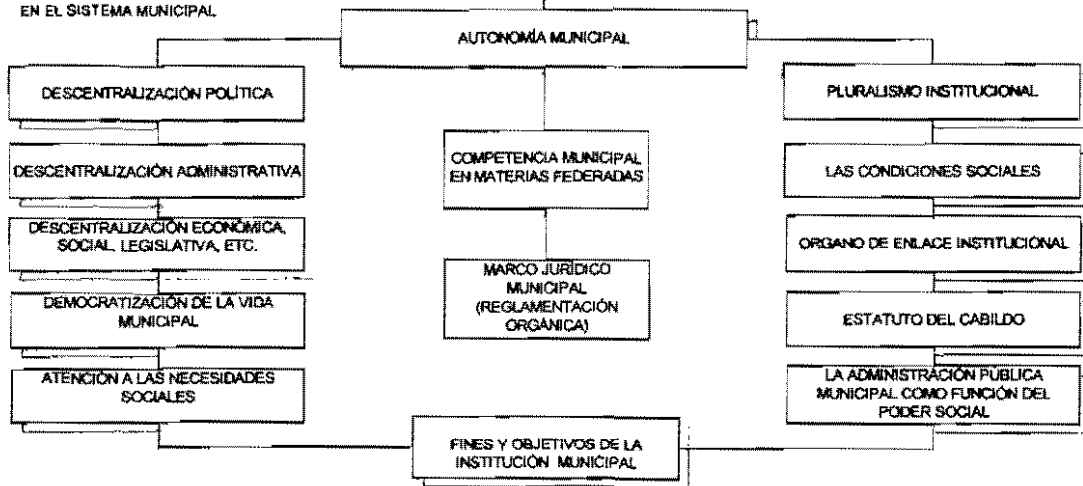 EN EL SISTEMA MUNICIPAL
AUTONOMÍA MUNICIPAL
DESCENTRALIZACIÓN POLÍTICA
DESCENTRALIZACIÓN ADMINISTRATIVA
DESCENTRALIZACIÓN ECONÓMICA,
SOCIAL, LEGISLATIVA, ETC.
DEMOCRATIZACIÓN DE LA VIDA
MUNICIPAL
ATENCIÓN A LAS NECESIDADES
SOCIALES
COMPETENCIA MUNICIPAL
EN MATERIAS FEDERADAS
MARCO JURÍDICO
MUNICIPAL
(REGLAMENTACIÓN
ORGÁNICA)
PLURALISMO INSTITUCIONAL
LAS CONDICIONES SOCIALES
ORGANO DE ENLACE INSTITUCIONAL
ESTATUTO DEL CABILDO
LA ADMINISTRACIÓN PÚBLICA
MUNICIPAL COMO FUNCIÓN DEL
PODER SOCIAL
FINES Y OBJETIVOS DE LA
INSTITUCIÓN MUNICIPAL